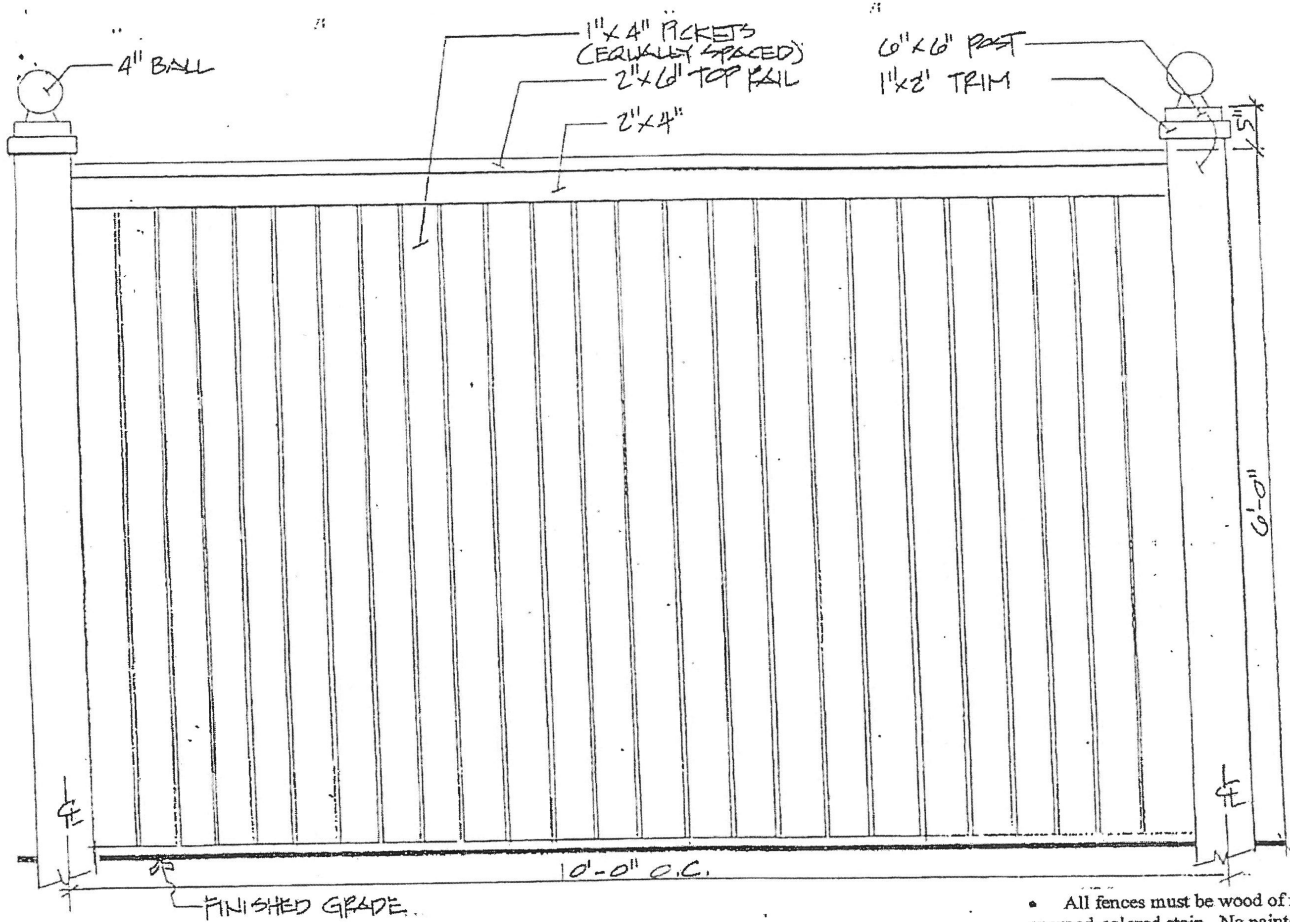 4" BALL
1" X 4" PICKETS
(EQUALLY SPACED)
2" X 6" TOP RAIL
2" X 4"
6" X 6" POST
1" X 2" TRIM
5"
6'-0"
℄
℄
10'-0" O.C.
FINISHED GRADE
• All fences must be wood of
colored stain. No